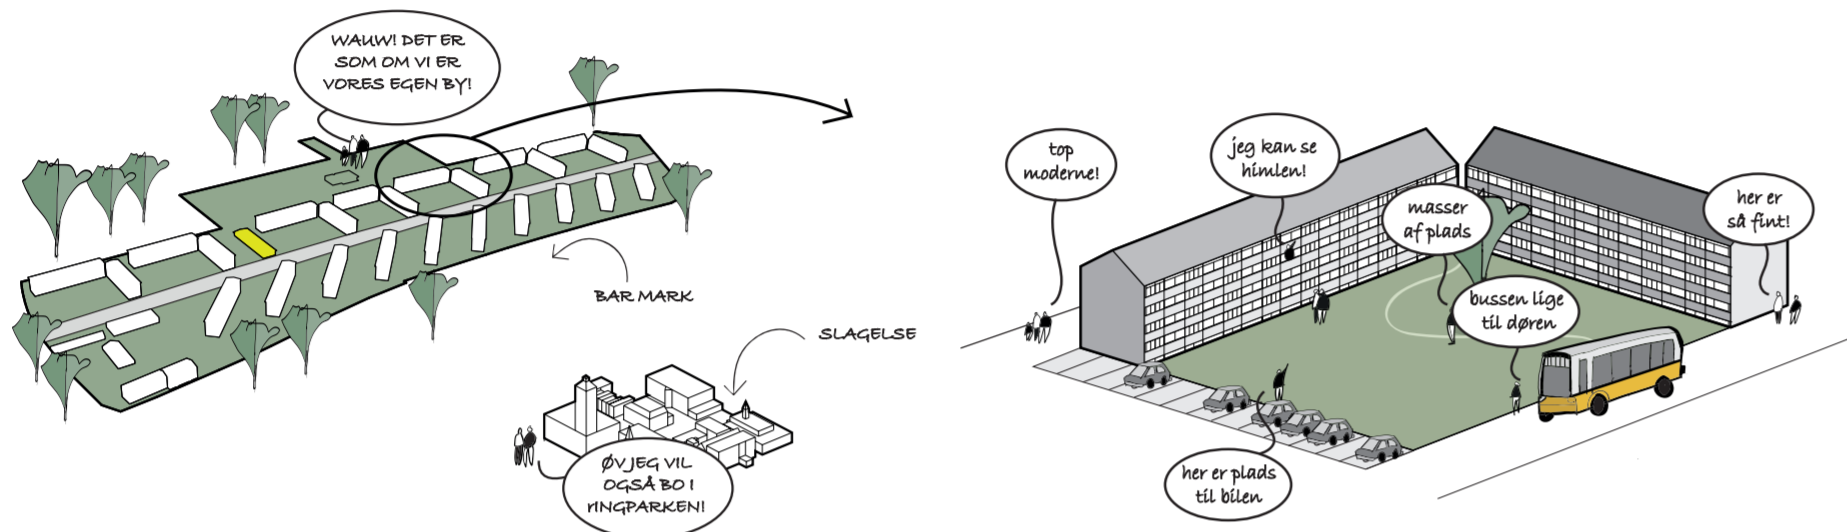 WAUW! DET ER
SOM OM VI ER
VORES EGEN BY!
BAR MARK
SLAGELSE
ØV JEG VIL
OGSÅ BO I
rINGPARKEN!
top
moderne!
jeg kan se
himlen!
masser
af plads
her er
så fint!
bussen lige
til døren
her er plads
til bilen